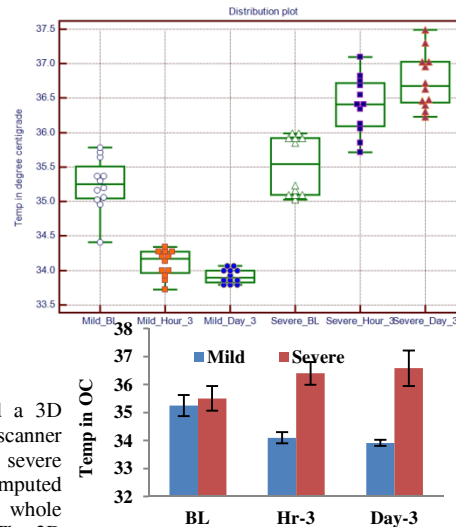 Distribution plot
37.5
37.0
36.5
36.0
35.5
35.0
34.5
34.0
33.5
Temp in degree centigrade
Mild_BL Mild_Hour_3 Mild_Day_3 Severe_BL Severe_Hour_3 Severe_Day_3
38
37
36
35
34
33
32
Temp in OC
Mild Severe
BL Hr-3 Day-3
a 3D
scanner
severe
mputed
whole